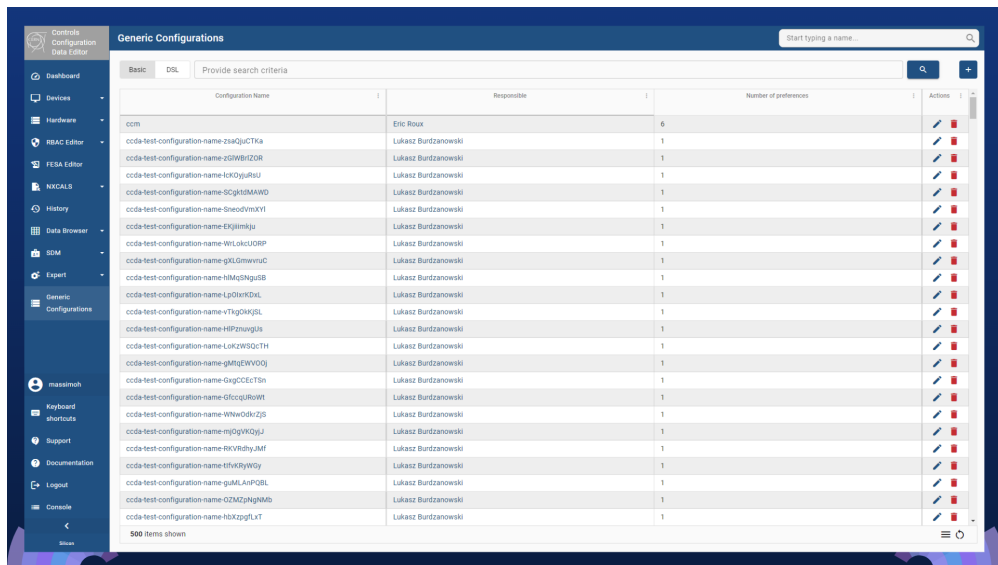 Controls
Configuration
Data Editor
Generic Configurations
Start typing a name...
Dashboard
Devices
Hardware
RBAC Editor
FESA Editor
NXCALS
History
Data Browser
SDM
Expert
Generic
Configurations
massimoh
Keyboard
shortcuts
Support
Documentation
Logout
Console
Silcan
Basic DSL Provide search criteria
Configuration Name Responsible Number of preferences Actions
ccm Eric Roux 6
ccda-test-configuration-name-zsaQjuCTKa Lukasz Burdzanowski 1
ccda-test-configuration-name-zGlWBrlZOR Lukasz Burdzanowski 1
ccda-test-configuration-name-lcKOyjuRsU Lukasz Burdzanowski 1
ccda-test-configuration-name-SCgktdMAWD Lukasz Burdzanowski 1
ccda-test-configuration-name-SneodVmXYl Lukasz Burdzanowski 1
ccda-test-configuration-name-EKjiiimkju Lukasz Burdzanowski 1
ccda-test-configuration-name-WrLokcUORP Lukasz Burdzanowski 1
ccda-test-configuration-name-gXLGmwvruC Lukasz Burdzanowski 1
ccda-test-configuration-name-hlMqSNguSB Lukasz Burdzanowski 1
ccda-test-configuration-name-LpOlxrKDxL Lukasz Burdzanowski 1
ccda-test-configuration-name-vTkgOkKjSL Lukasz Burdzanowski 1
ccda-test-configuration-name-HlPznuvgUs Lukasz Burdzanowski 1
ccda-test-configuration-name-LoKzWSQcTH Lukasz Burdzanowski 1
ccda-test-configuration-name-gMtqEWVOOj Lukasz Burdzanowski 1
ccda-test-configuration-name-GxgCCEcTSn Lukasz Burdzanowski 1
ccda-test-configuration-name-GfccqURoWt Lukasz Burdzanowski 1
ccda-test-configuration-name-WNwOdkrZjS Lukasz Burdzanowski 1
ccda-test-configuration-name-mjOgVKQyjJ Lukasz Burdzanowski 1
ccda-test-configuration-name-RKVRdhyJMf Lukasz Burdzanowski 1
ccda-test-configuration-name-tIfvKRyWGy Lukasz Burdzanowski 1
ccda-test-configuration-name-guMLAnPQBL Lukasz Burdzanowski 1
ccda-test-configuration-name-OZMZpNgNMb Lukasz Burdzanowski 1
ccda-test-configuration-name-hbXzpgfLxT Lukasz Burdzanowski 1
500 items shown